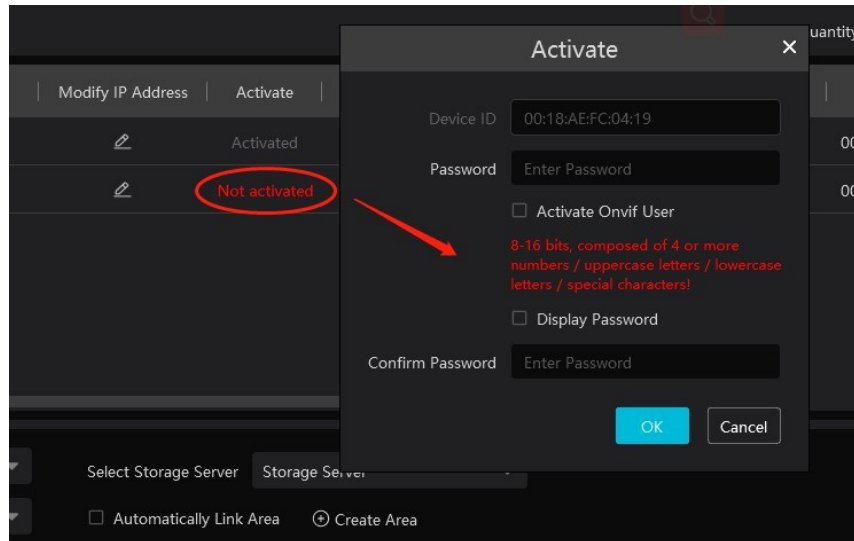 Activate
×
uantity
Modify IP Address
Activate
Activated
00
Not activated
00
Device ID
00:18:AE:FC:04:19
Password
Enter Password
Activate Onvif User
8-16 bits, composed of 4 or more
numbers / uppercase letters / lowercase
letters / special characters!
Display Password
Confirm Password
Enter Password
OK
Cancel
Select Storage Server
Storage Server
Automatically Link Area
Create Area